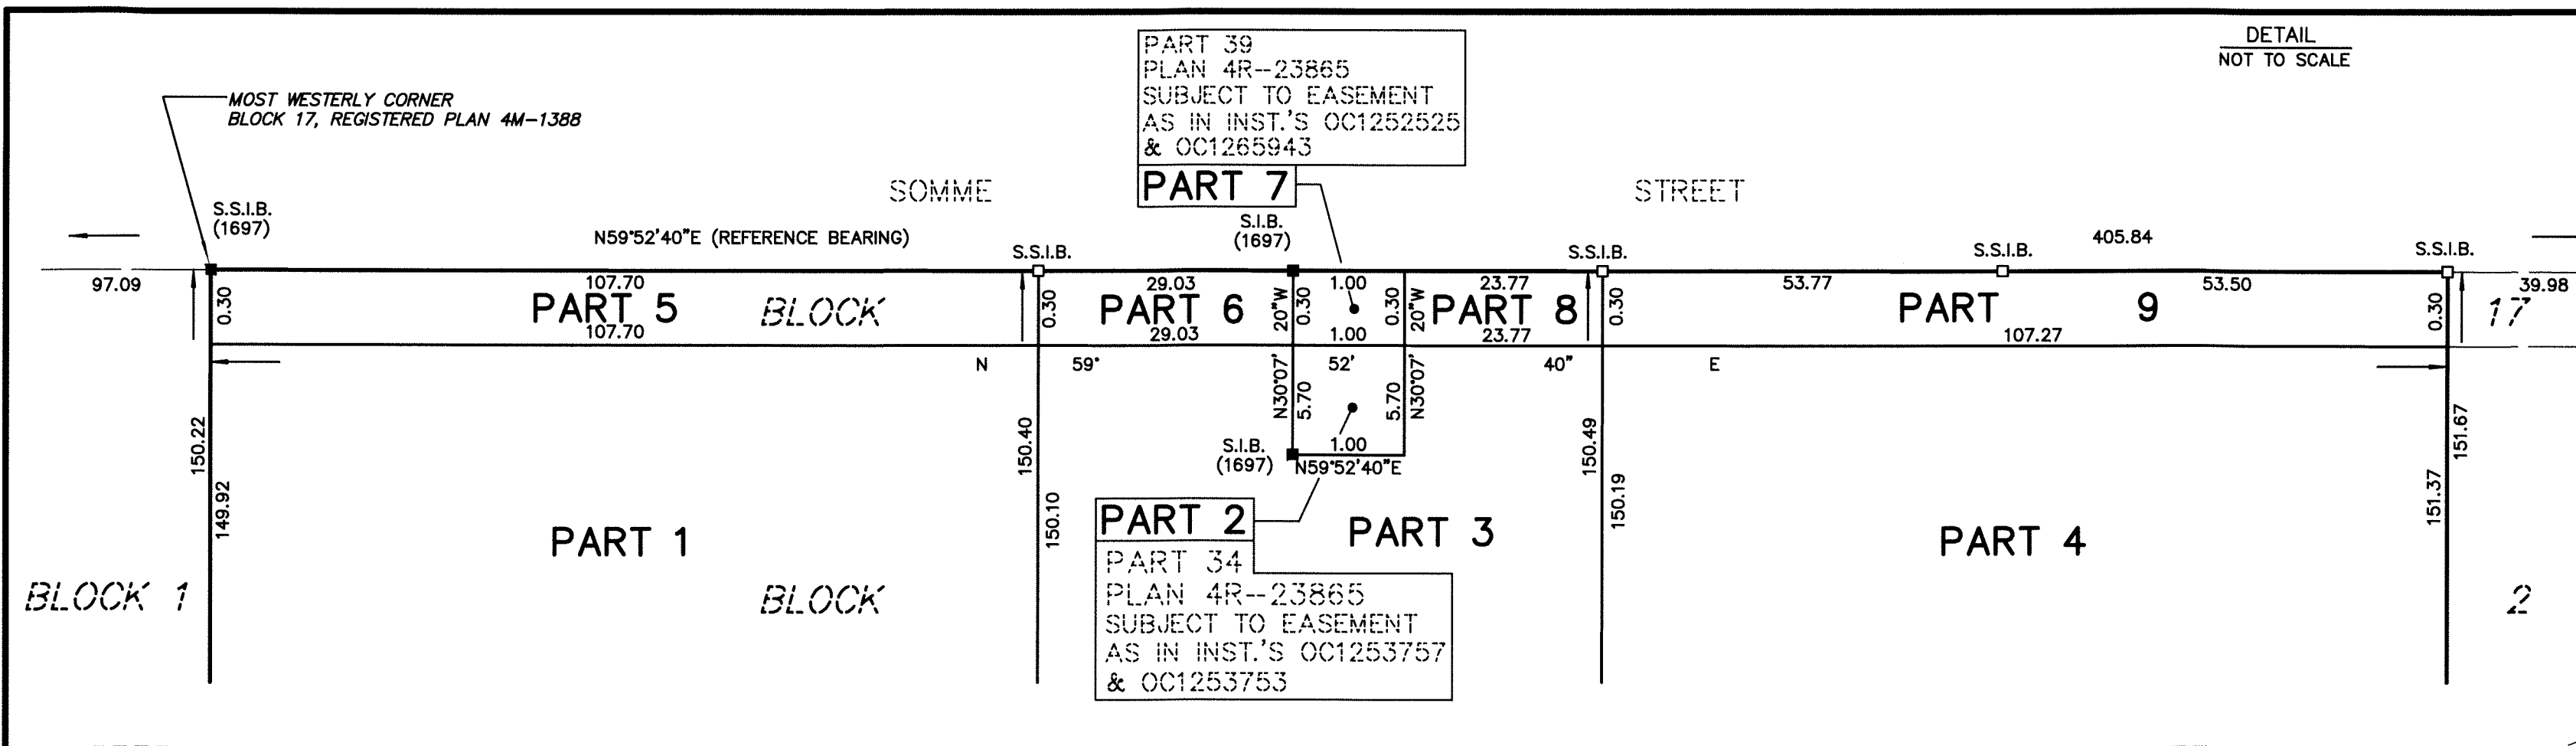 DETAIL
NOT TO SCALE
PART 39
PLAN 4R--23865
SUBJECT TO EASEMENT
AS IN INST.'S OC1252525
& OC1265943
PART 7
MOST WESTERLY CORNER
BLOCK 17, REGISTERED PLAN 4M-1388
SOMME STREET
S.S.I.B.
(1697)
N59°52'40"E (REFERENCE BEARING)
S.S.I.B.
S.I.B.
(1697)
S.S.I.B.
S.S.I.B.
405.84
S.S.I.B.
97.09
107.70
29.03
1.00
23.77
53.77
53.50
39.98
0.30
PART 5
BLOCK
0.30
PART 6
0.30
0.30
PART 8
0.30
PART 9
0.30
17
107.70
29.03
1.00
23.77
107.27
N 59° 52' 40" E
N30°07'20"W
5.70
5.70
N30°07'20"W
1.00
S.I.B.
(1697)
N59°52'40"E
150.22
149.92
150.40
150.10
150.49
150.19
151.67
151.37
PART 1
PART 2
PART 3
PART 4
PART 34
PLAN 4R--23865
SUBJECT TO EASEMENT
AS IN INST.'S OC1253757
& OC1253753
BLOCK 1
BLOCK
2